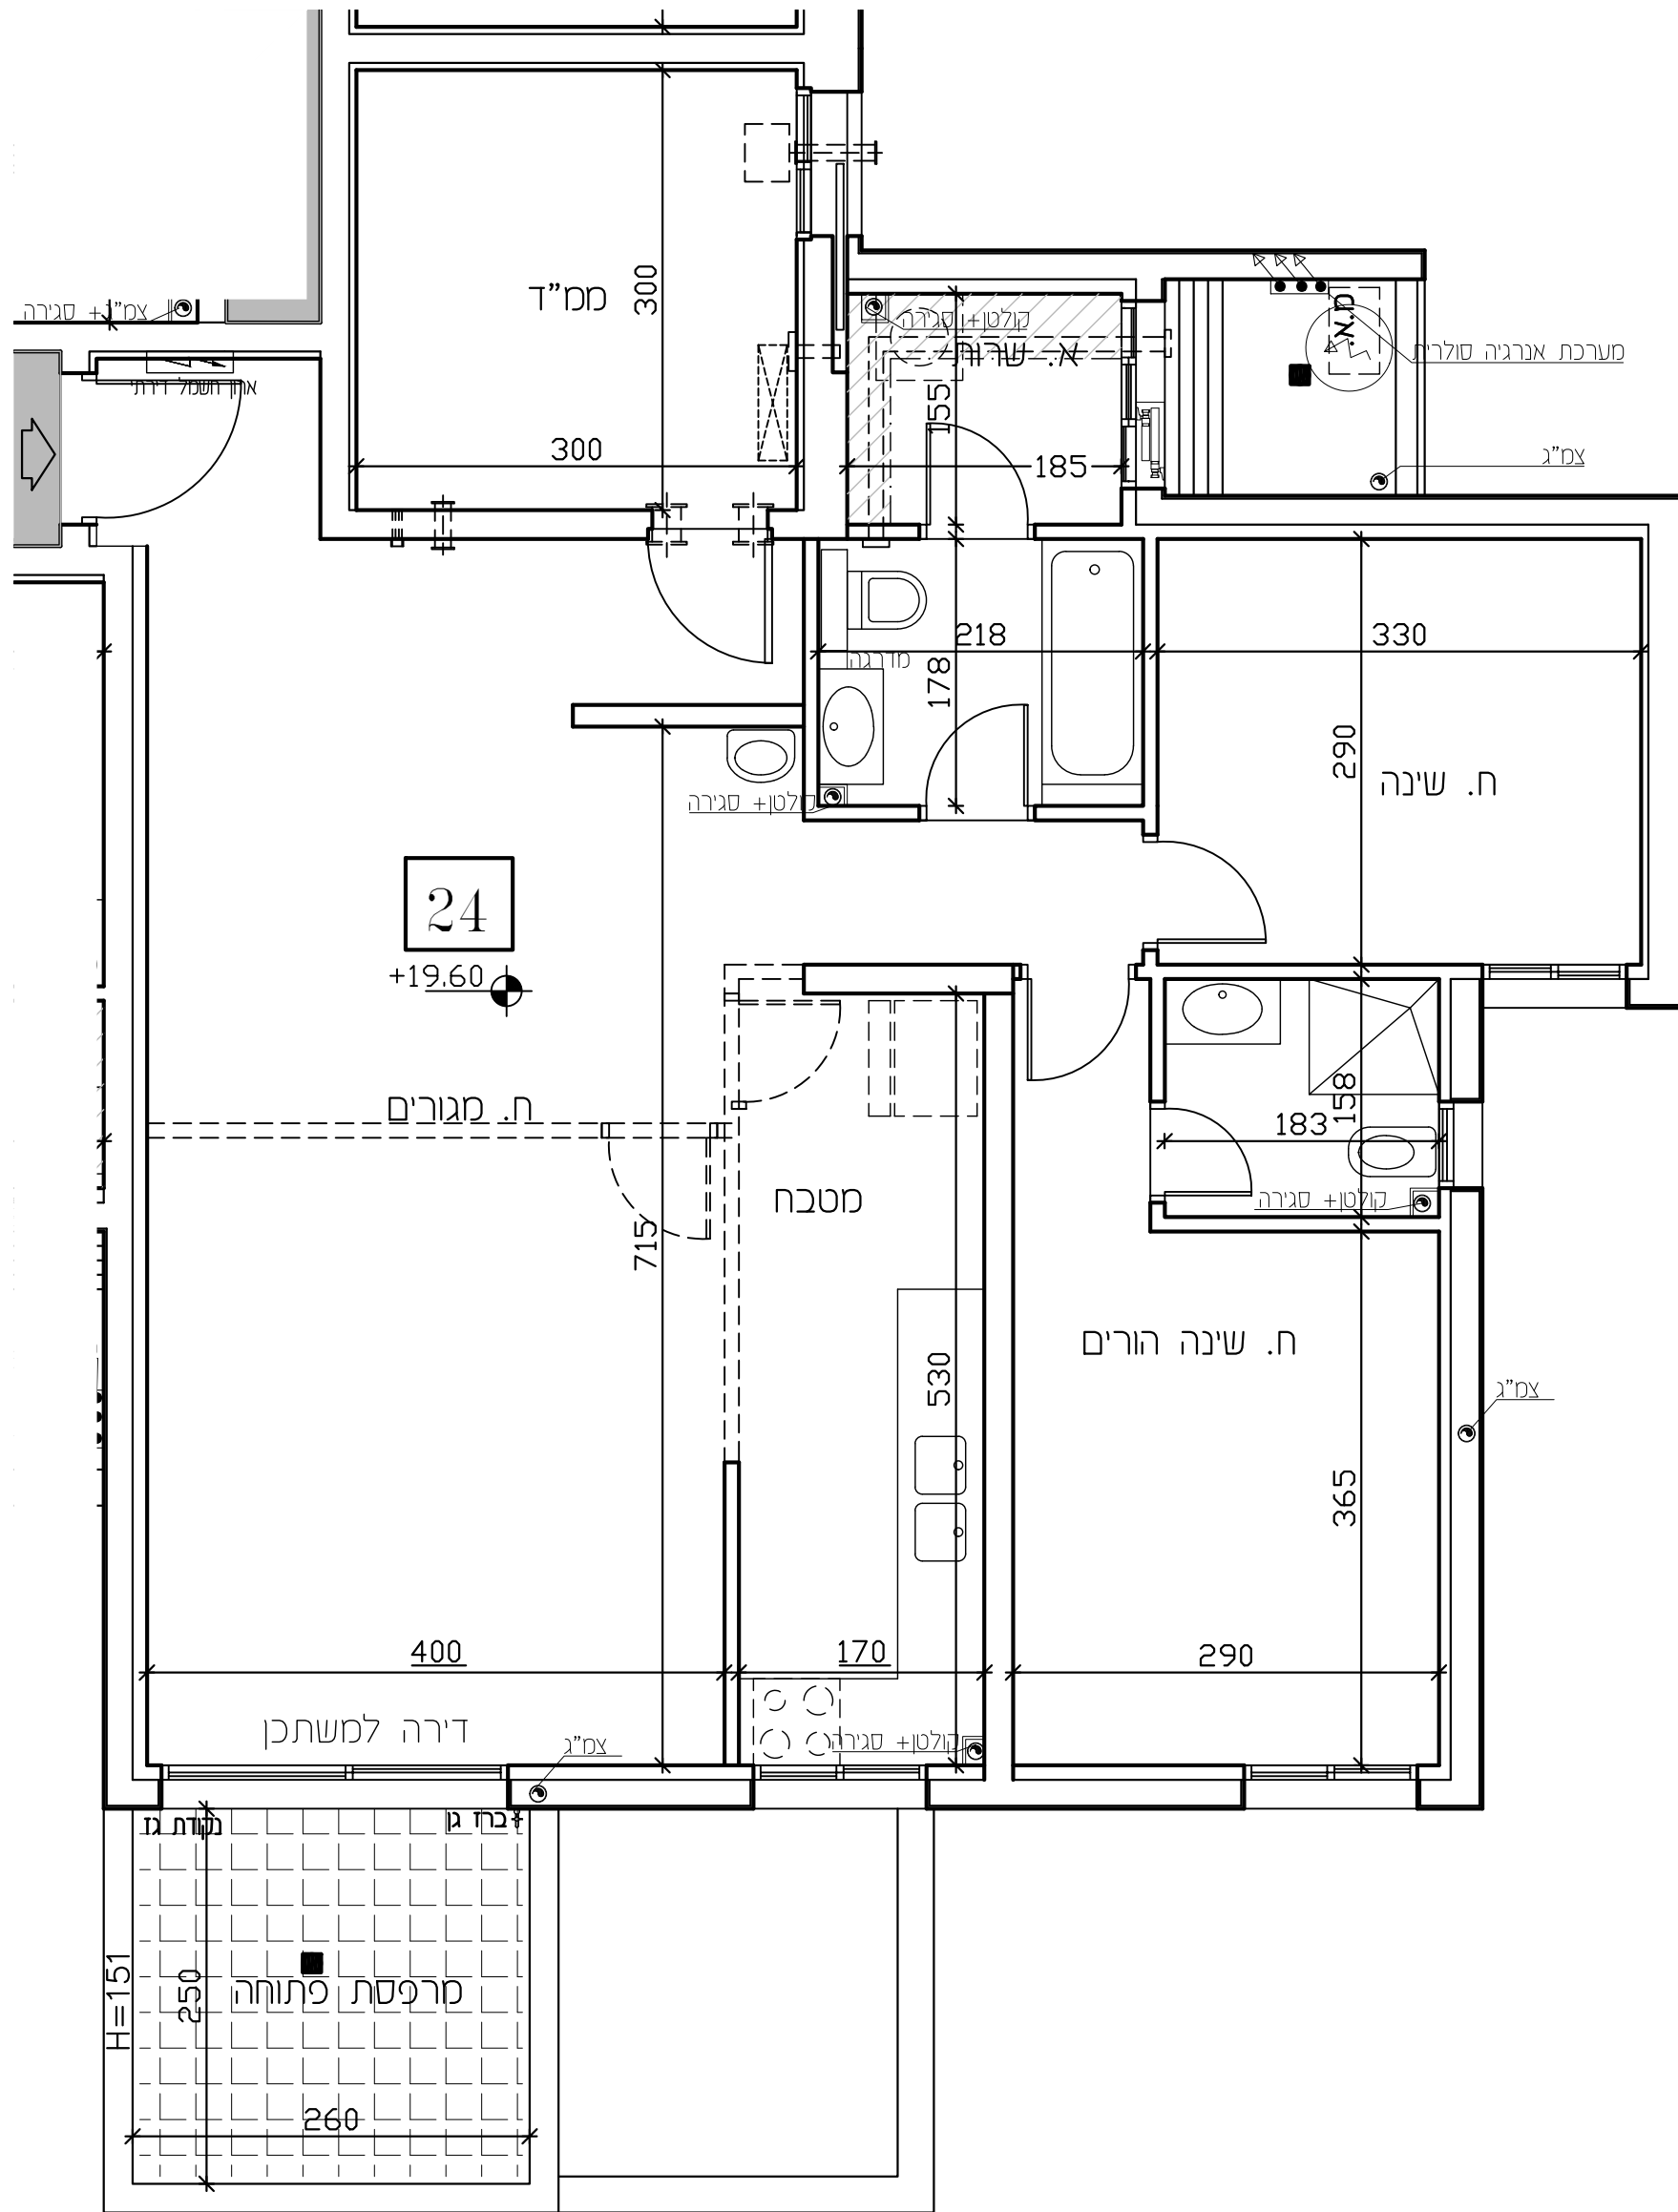 צמ"ג+ סגירה
ארון חשמל דירתי
ממ"ד
300
300
קולטן+ סגירה
א. שרות
155
185
מ.א.
מערכת אנרגיה סולרית
צמ"ג
218
178
מדרגה
קולטן+ סגירה
330
290
ח. שינה
24
+19.60
ח. מגורים
715
מטבח
530
158
183
קולטן+ סגירה
ח. שינה הורים
365
צמ"ג
400
170
290
דירה למשתכן
צמ"ג
קולטן+ סגירה
נקודת גז
ברז גן
H=151
250
מרפסת פתוחה
260